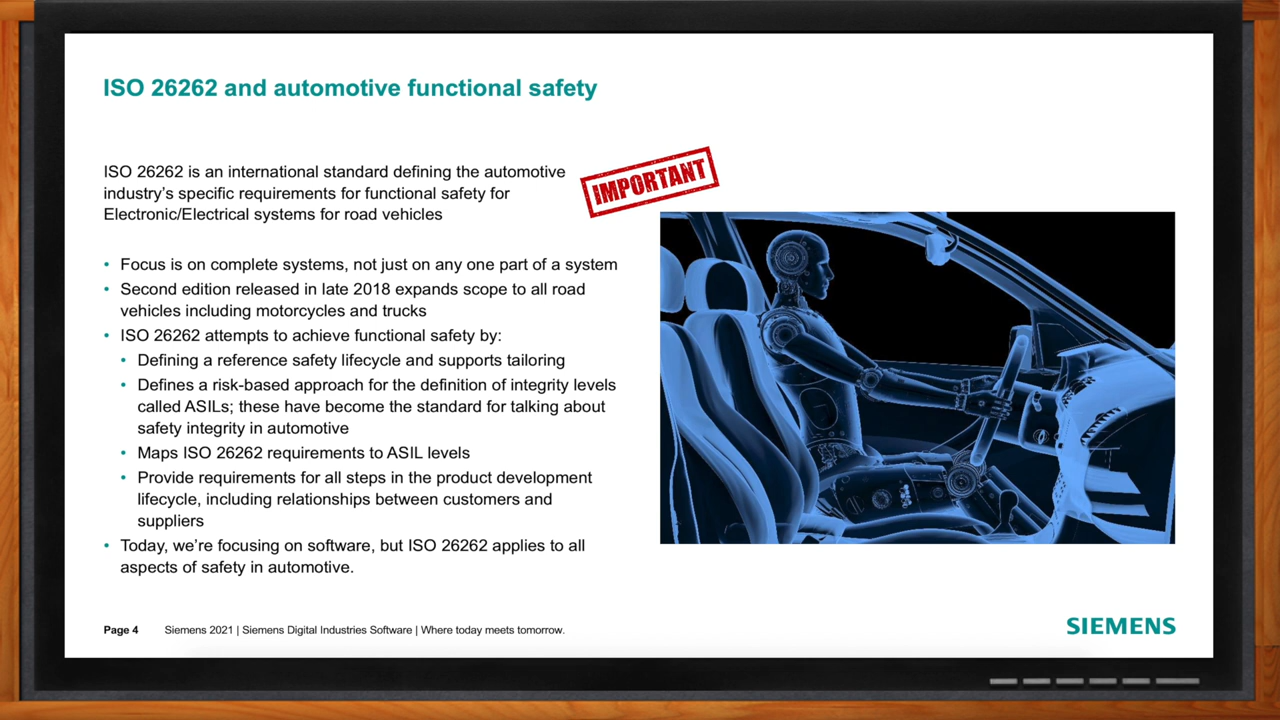 ISO 26262 and automotive functional safety
ISO 26262 is an international standard defining the automotive
industry’s specific requirements for functional safety for
Electronic/Electrical systems for road vehicles
IMPORTANT
• Focus is on complete systems, not just on any one part of a system
• Second edition released in late 2018 expands scope to all road
vehicles including motorcycles and trucks
• ISO 26262 attempts to achieve functional safety by:
• Defining a reference safety lifecycle and supports tailoring
• Defines a risk-based approach for the definition of integrity levels
called ASILs; these have become the standard for talking about
safety integrity in automotive
• Maps ISO 26262 requirements to ASIL levels
• Provide requirements for all steps in the product development
lifecycle, including relationships between customers and
suppliers
• Today, we’re focusing on software, but ISO 26262 applies to all
aspects of safety in automotive.
Page 4 Siemens 2021 | Siemens Digital Industries Software | Where today meets tomorrow.
SIEMENS